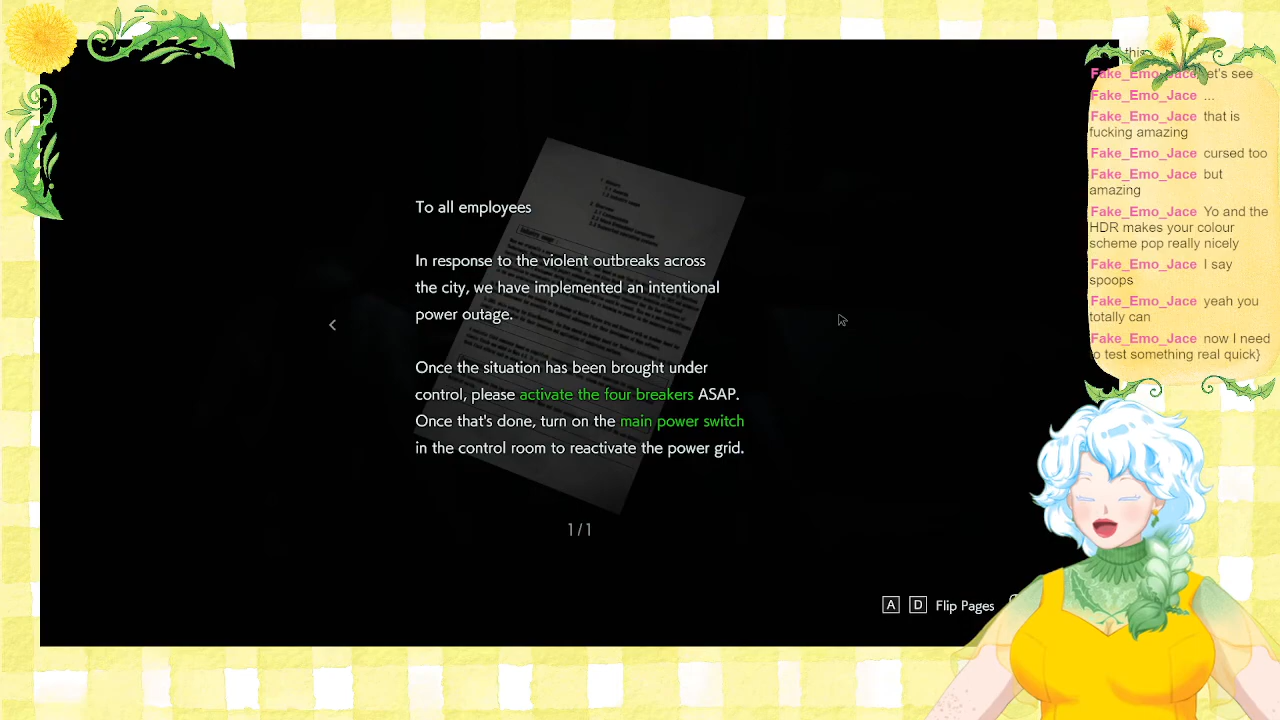 To all employees
In response to the violent outbreaks across
the city, we have implemented an intentional
power outage.
Once the situation has been brought under
control, please activate the four breakers ASAP.
Once that's done, turn on the main power switch
in the control room to reactivate the power grid.
1/1
<
A D Flip Pages
this
Fake_Emo_Jace let's see
Fake_Emo_Jace ...
Fake_Emo_Jace that is
fucking amazing
Fake_Emo_Jace cursed too
Fake_Emo_Jace but
amazing
Fake_Emo_Jace Yo and the
HDR makes your colour
scheme pop really nicely
Fake_Emo_Jace I say
spoops
Fake_Emo_Jace yeah you
totally can
Fake_Emo_Jace now I need
to test something real quick}